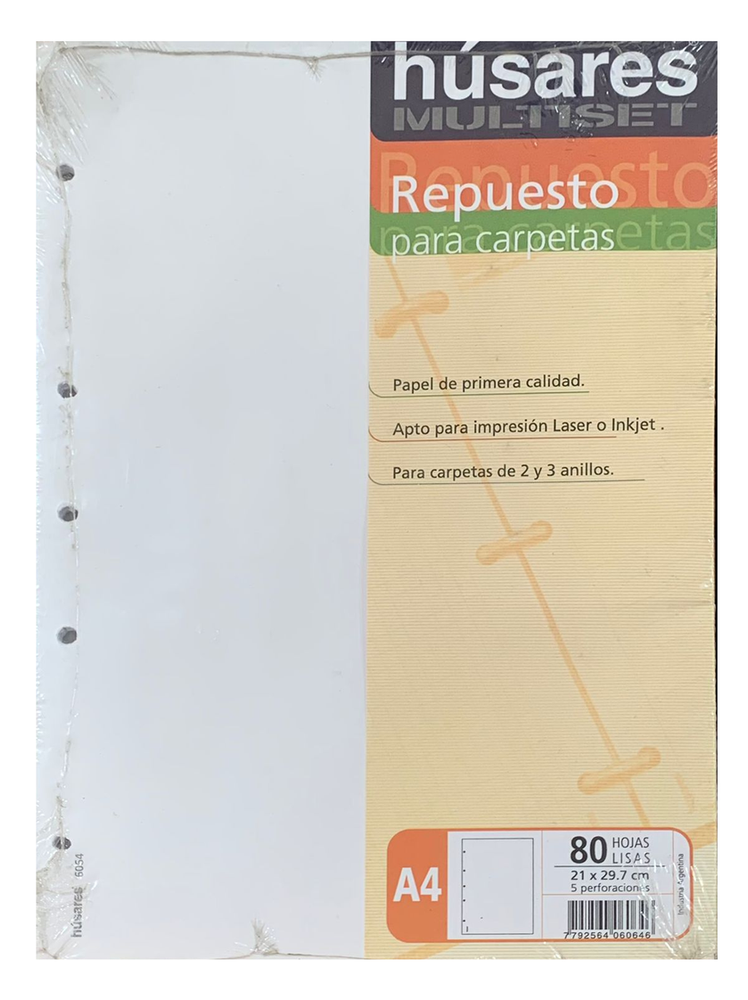 húsares
MULTISET
Repuesto
para carpetas
Papel de primera calidad.
Apto para impresión Laser o Inkjet .
Para carpetas de 2 y 3 anillos.
A4
80 HOJAS
LISAS
21 x 29.7 cm
5 perforaciones
7792564 060646
Industria Argentina
húsares 6054